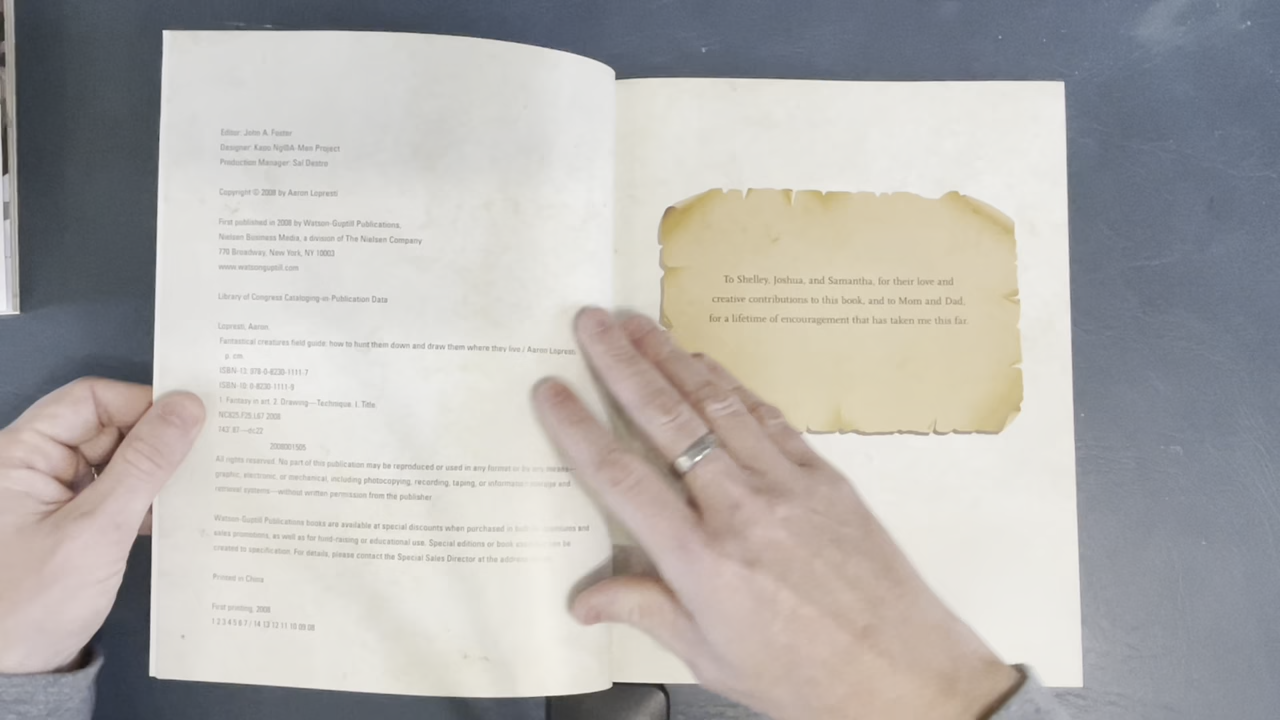 Editor: John A. Foster
Designer: Kapo Ng@A-Men Project
Production Manager: Sal Destro
Copyright © 2008 by Aaron Lopresti
First published in 2008 by Watson-Guptill Publications,
Nielsen Business Media, a division of The Nielsen Company
770 Broadway, New York, NY 10003
www.watsonguptill.com
Library of Congress Cataloging-in-Publication Data
Lopresti, Aaron.
Fantastical creatures field guide: how to hunt them down and draw them where they live / Aaron Lopresti
p. cm.
ISBN-13: 978-0-8230-1111-7
ISBN-10: 0-8230-1111-9
1. Fantasy in art. 2. Drawing—Technique. I. Title.
NC825.F25.L67 2008
743'.87—dc22
2008001505
All rights reserved. No part of this publication may be reproduced or used in any format or by any means—
graphic, electronic, or mechanical, including photocopying, recording, taping, or information storage and
retrieval systems—without written permission from the publisher.
Watson-Guptill Publications books are available at special discounts when purchased in premiums and
sales promotions, as well as for fund-raising or educational use. Special editions or book can be
created to specification. For details, please contact the Special Sales Director at the address
Printed in China
First printing, 2008
1 2 3 4 5 6 7 / 14 13 12 11 10 09 08
To Shelley, Joshua, and Samantha, for their love and
creative contributions to this book, and to Mom and Dad,
for a lifetime of encouragement that has taken me this far.